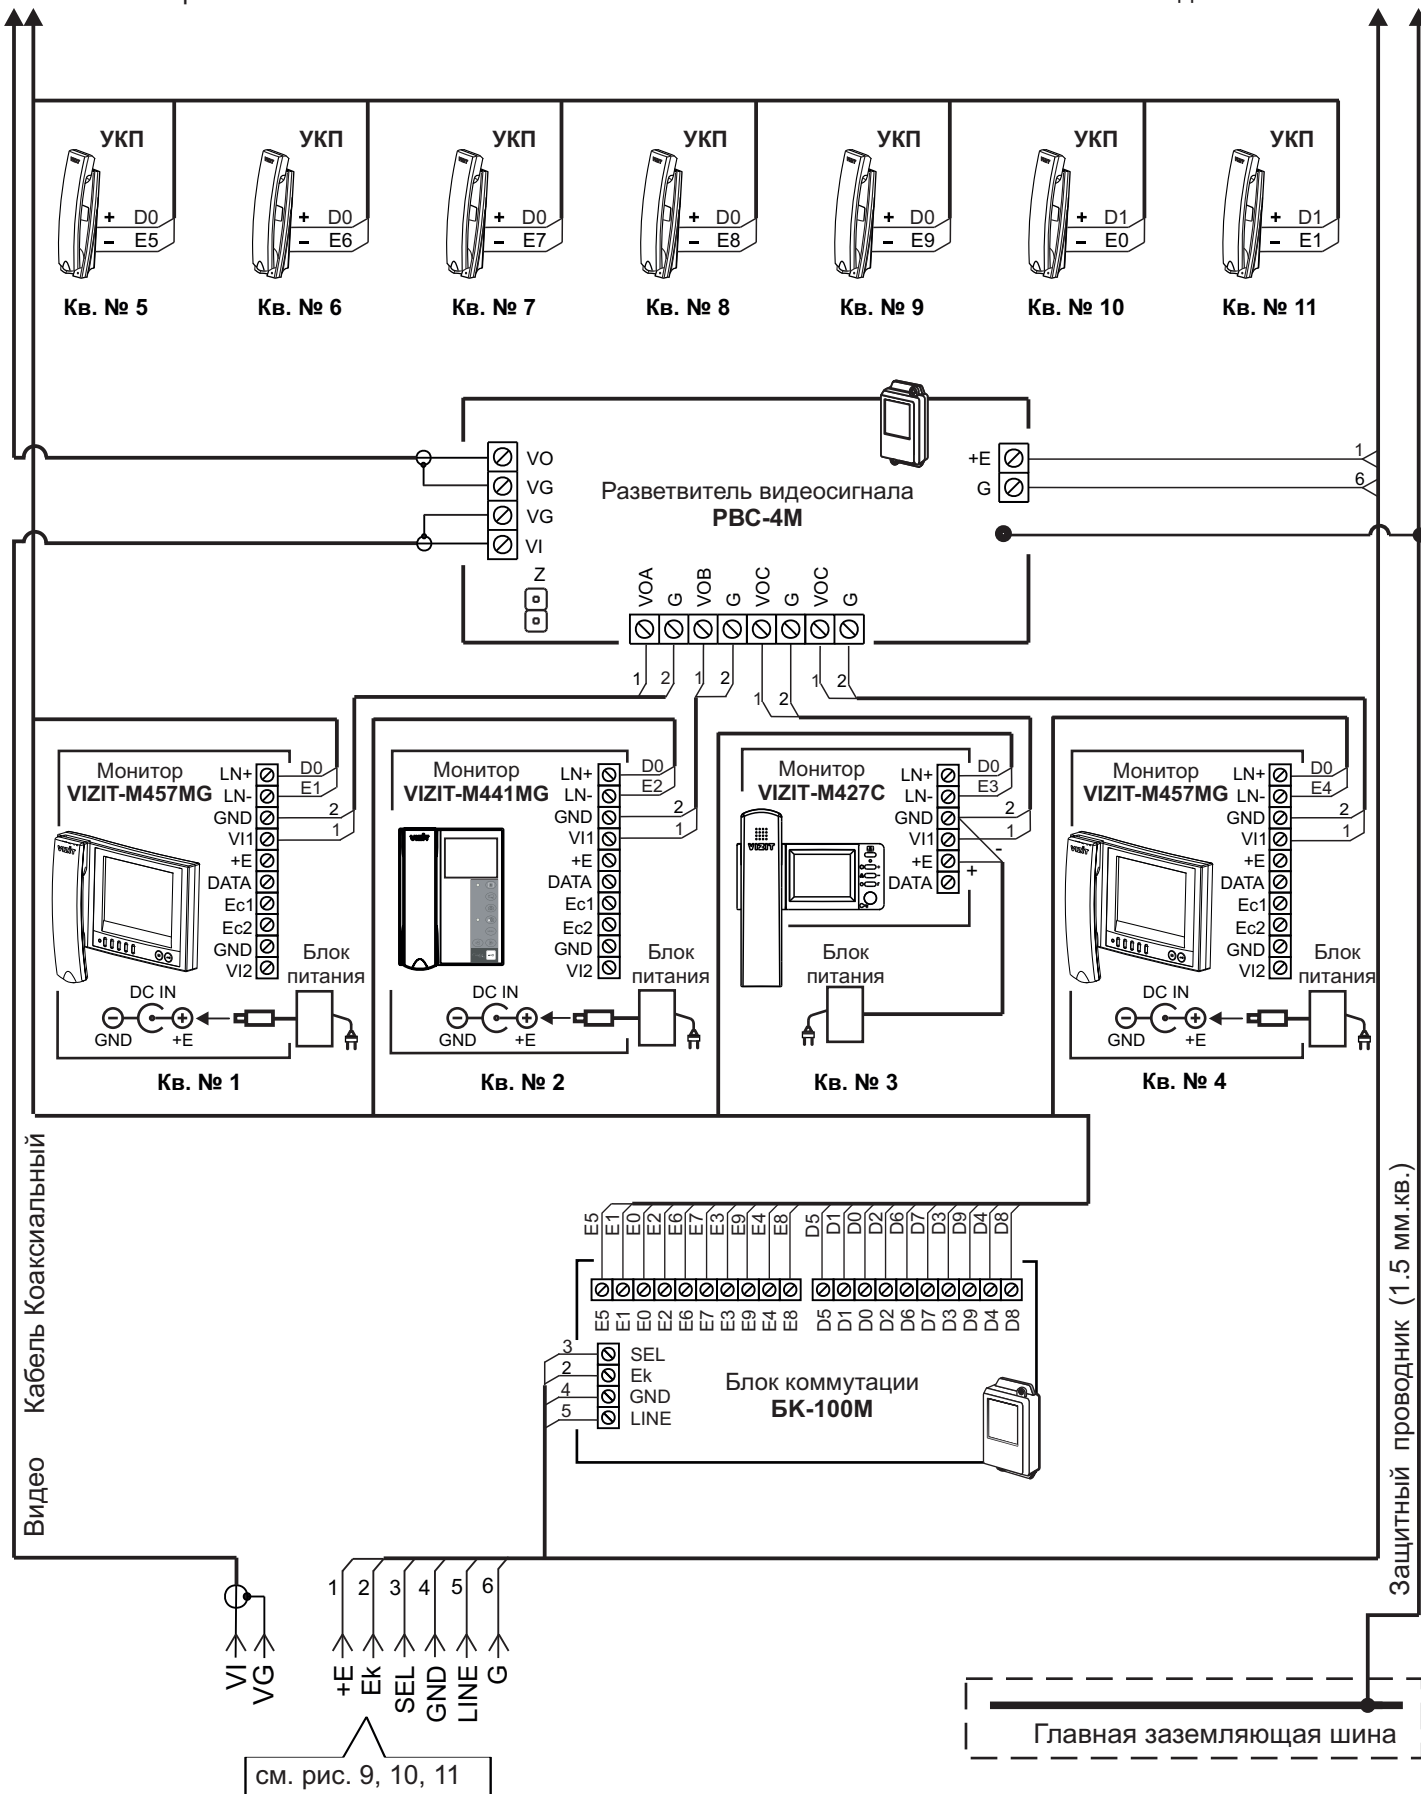 УКП УКП УКП УКП УКП УКП УКП
+ D0 + D0 + D0 + D0 + D0 + D1 + D1
– E5 – E6 – E7 – E8 – E9 – E0 – E1
Кв. № 5 Кв. № 6 Кв. № 7 Кв. № 8 Кв. № 9 Кв. № 10 Кв. № 11
VO
VG
VG
VI
Z
Разветвитель видеосигнала
РВС-4М
+E 1
G 6
VOA G VOB G VOC G VOC G
1 2 1 2 1 2 1 2
Монитор
VIZIT-M457MG
LN+ D0
LN- E1
GND 2
VI1 1
+E
DATA
Ec1
Ec2
GND
VI2
Блок
питания
DC IN
GND +E
Кв. № 1
Монитор
VIZIT-M441MG
LN+ D0
LN- E2
GND 2
VI1 1
+E
DATA
Ec1
Ec2
GND
VI2
Блок
питания
DC IN
GND +E
Кв. № 2
Монитор
VIZIT-M427C
LN+ D0
LN- E3
GND 2
VI1 1 -
+E +
DATA
VIZIT
Блок
питания
Кв. № 3
Монитор
VIZIT-M457MG
LN+ D0
LN- E4
GND 2
VI1 1
+E
DATA
Ec1
Ec2
GND
VI2
Блок
питания
DC IN
GND +E
Кв. № 4
Видео Кабель Коаксиальный
Защитный проводник (1.5 мм.кв.)
E5 E1 E0 E2 E6 E7 E3 E9 E4 E8 D5 D1 D0 D2 D6 D7 D3 D9 D4 D8
E5 E1 E0 E2 E6 E7 E3 E9 E4 E8 D5 D1 D0 D2 D6 D7 D3 D9 D4 D8
3 SEL
2 Ek
4 GND
5 LINE
Блок коммутации
БК-100М
1 2 3 4 5 6
VI VG +E Ek SEL GND LINE G
см. рис. 9, 10, 11
Главная заземляющая шина